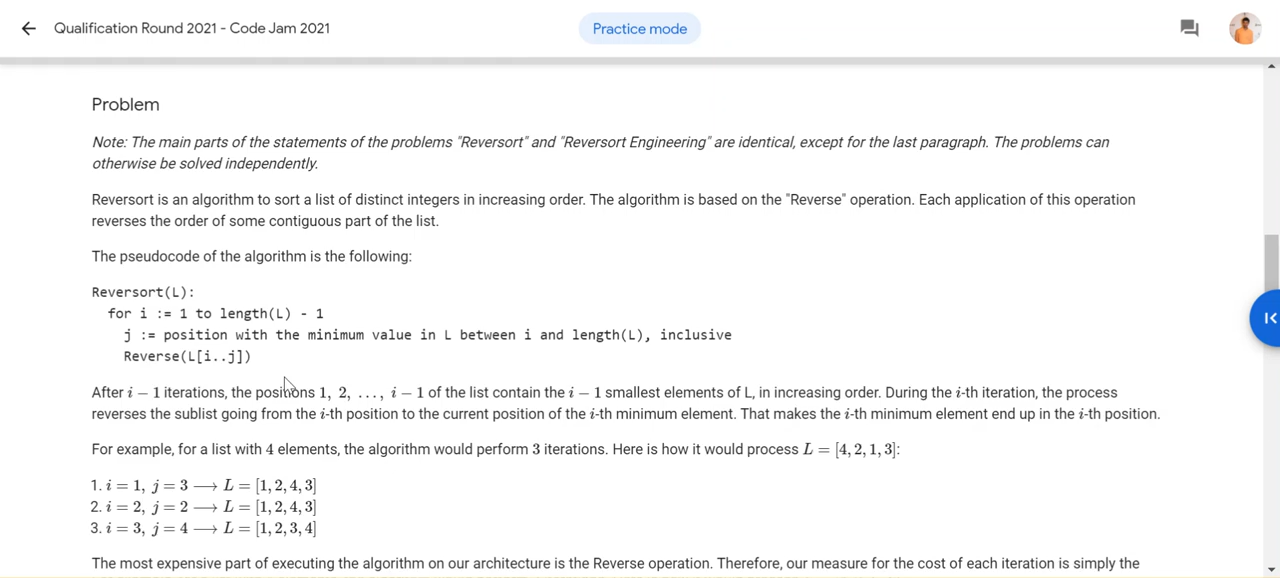 Qualification Round 2021 - Code Jam 2021
Practice mode
Problem
Note: The main parts of the statements of the problems "Reversort" and "Reversort Engineering" are identical, except for the last paragraph. The problems can
otherwise be solved independently.
Reversort is an algorithm to sort a list of distinct integers in increasing order. The algorithm is based on the "Reverse" operation. Each application of this operation
reverses the order of some contiguous part of the list.
The pseudocode of the algorithm is the following:
Reversort(L):
for i := 1 to length(L) - 1
j := position with the minimum value in L between i and length(L), inclusive
Reverse(L[i..j])
After i − 1 iterations, the positions 1, 2, …, i − 1 of the list contain the i − 1 smallest elements of L, in increasing order. During the i-th iteration, the process
reverses the sublist going from the i-th position to the current position of the i-th minimum element. That makes the i-th minimum element end up in the i-th position.
For example, for a list with 4 elements, the algorithm would perform 3 iterations. Here is how it would process L = [4, 2, 1, 3]:
1. i = 1, j = 3 ⟶ L = [1, 2, 4, 3]
2. i = 2, j = 2 ⟶ L = [1, 2, 4, 3]
3. i = 3, j = 4 ⟶ L = [1, 2, 3, 4]
The most expensive part of executing the algorithm on our architecture is the Reverse operation. Therefore, our measure for the cost of each iteration is simply the